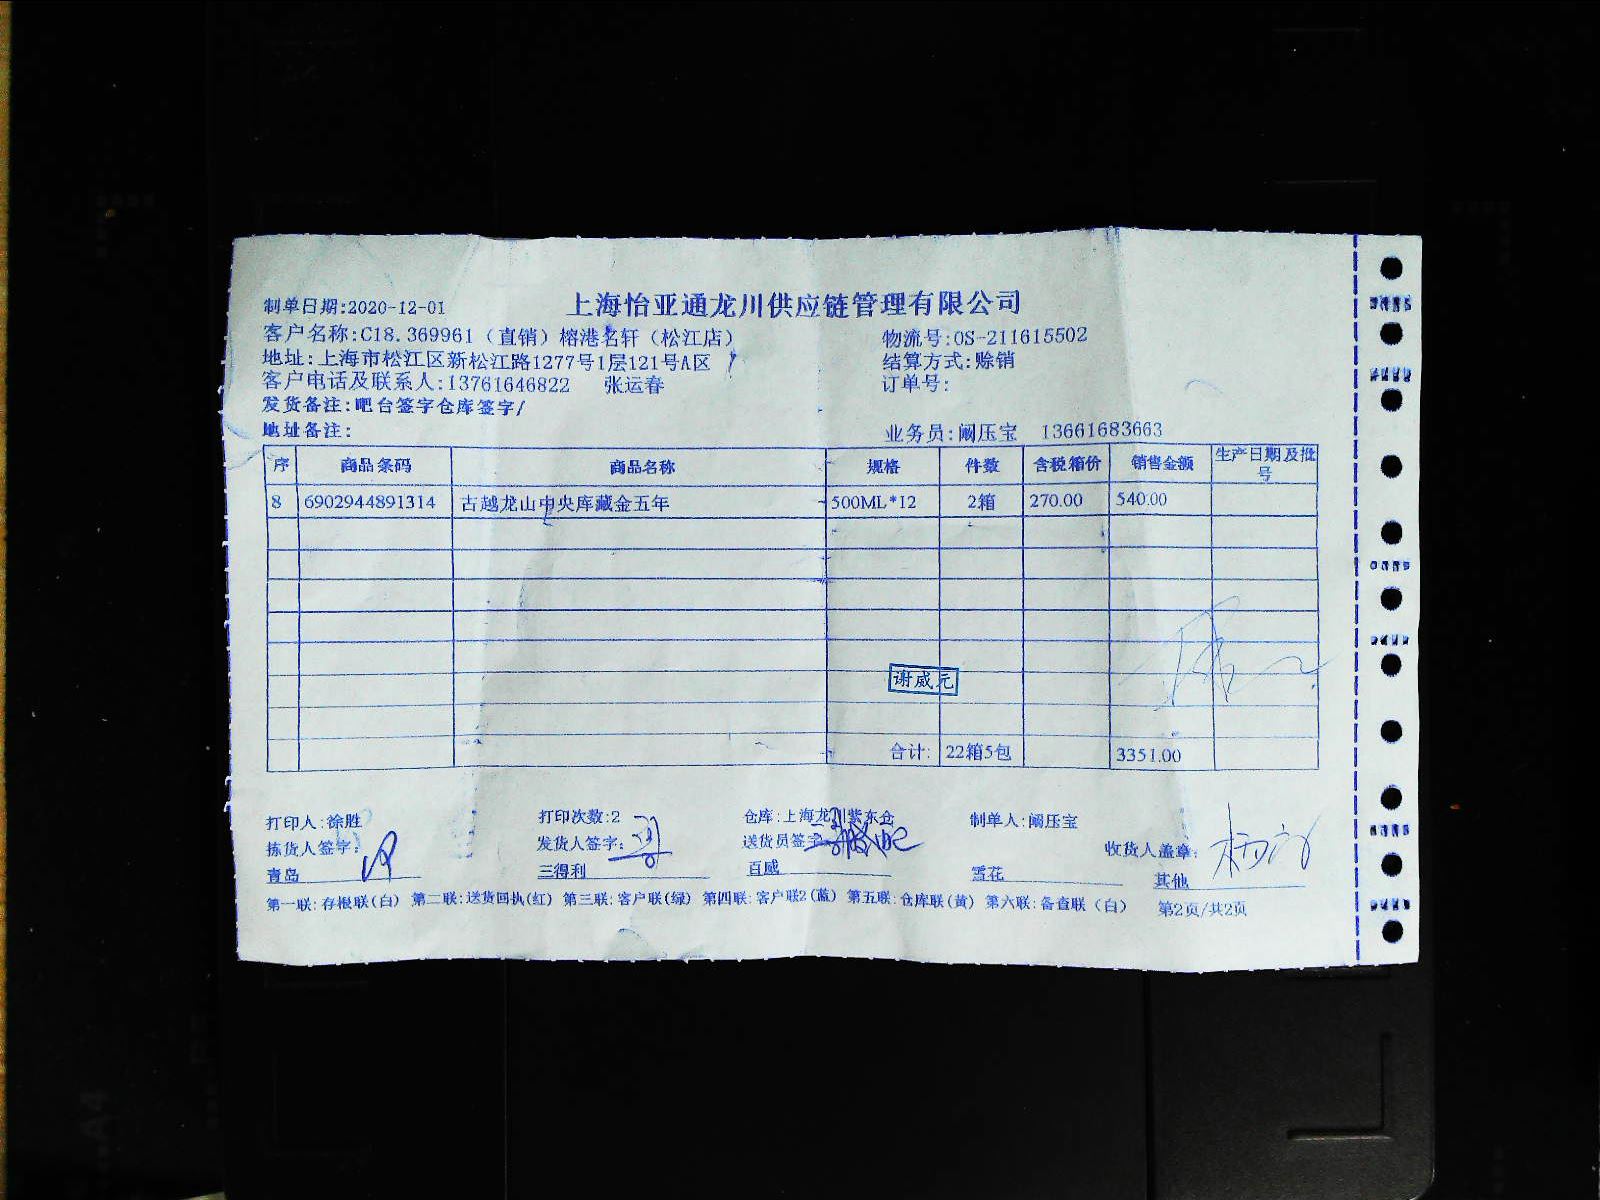 上海怡亚通龙川供应链管理有限公司
制单日期:2020-12-01
客户名称:C18.369961（直销）榕港名轩（松江店） 物流号:OS-211615502
地址:上海市松江区新松江路1277号1层121号A区 结算方式:赊销
客户电话及联系人:13761646822 张运春 订单号:
发货备注:吧台签字仓库签字/
地址备注: 业务员:阚压宝 13661683663
序 商品条码 商品名称 规格 件数 含税箱价 销售金额 生产日期及批号
8 6902944891314 古越龙山中央库藏金五年 500ML*12 2箱 270.00 540.00
谢威元
合计: 22箱5包 3351.00
打印人:徐胜 打印次数:2 仓库:上海龙川紫东仓 制单人:阚压宝
拣货人签字: 发货人签字: 送货员签字: 收货人盖章:
青岛 三得利 百威 雪花 其他
第一联:存根联(白) 第二联:送货回执(红) 第三联:客户联(绿) 第四联:客户联2(蓝) 第五联:仓库联(黄) 第六联:备查联（白） 第2页/共2页